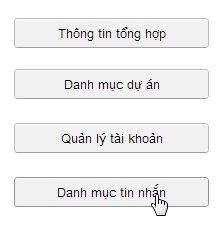 Thông tin tổng hợp
Danh mục dự án
Quản lý tài khoản
Danh mục tin nhắn